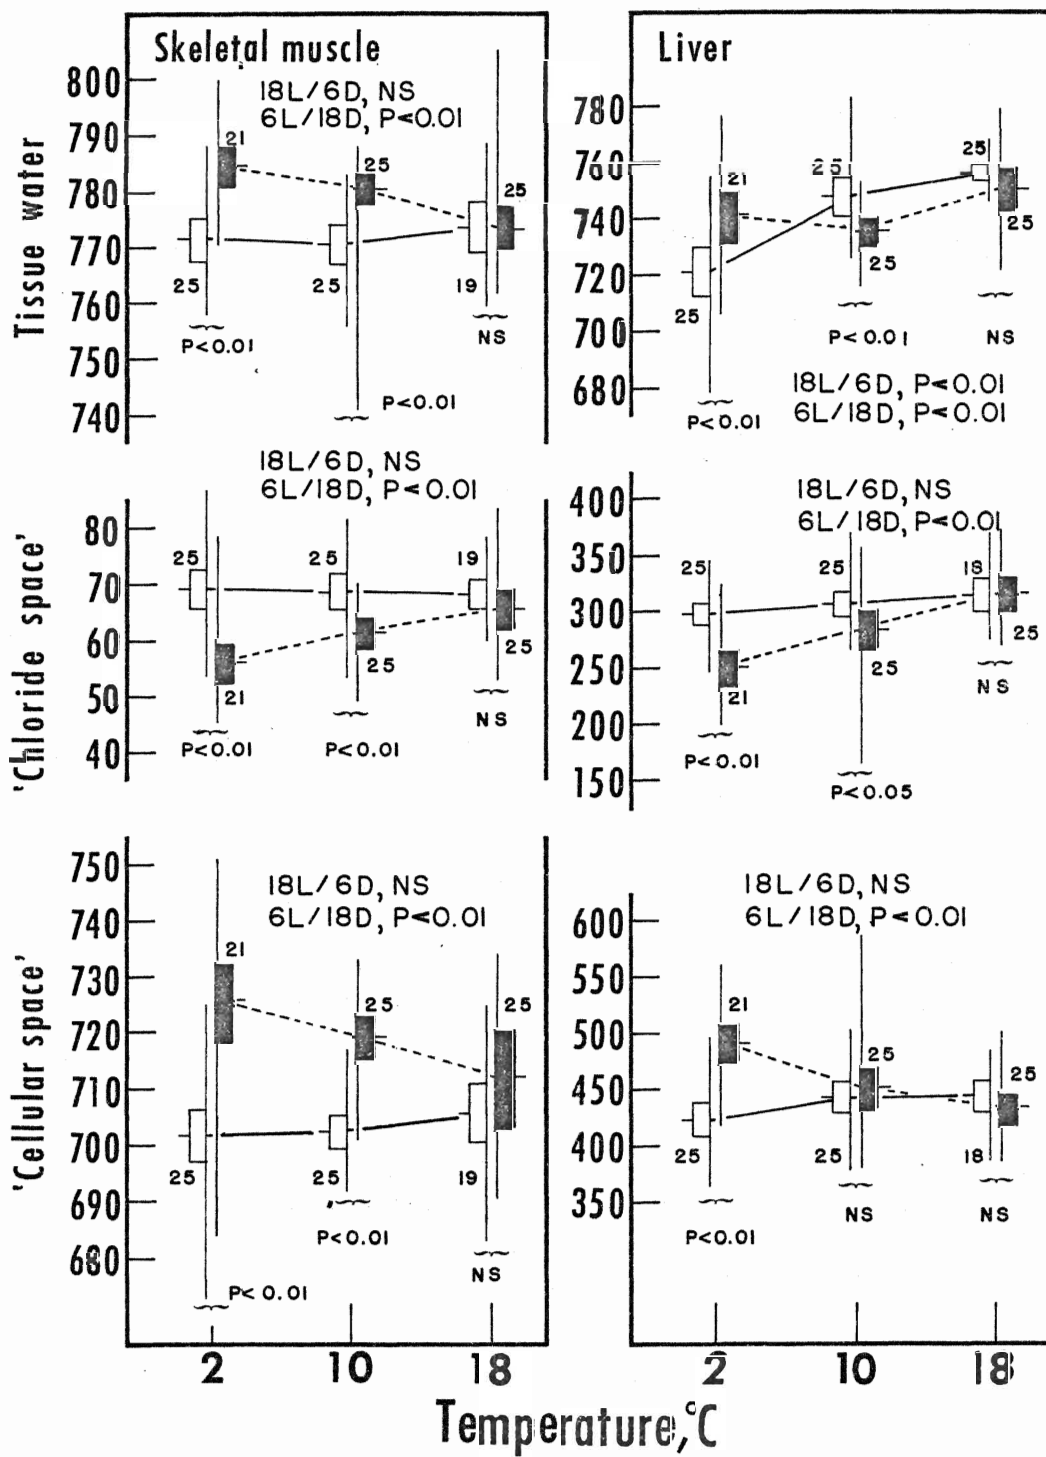 Skeletal muscle
18L/6D, NS
6L/18D, P<0.01
Tissue water
800
790
780
770
760
750
740
21
25
25
25
25
19
P<0.01
P<0.01
NS
Liver
780
760
740
720
700
680
21
25
25
25
25
25
P<0.01
P<0.01
NS
18L/6D, P<0.01
6L/18D, P<0.01
18L/6D, NS
6L/18D, P<0.01
'Chloride space'
80
70
60
50
40
25
25
19
21
25
25
P<0.01
P<0.01
NS
18L/6D, NS
6L/18D, P<0.01
400
350
300
250
200
150
25
25
18
21
25
25
P<0.01
P<0.05
NS
18L/6D, NS
6L/18D, P<0.01
'Cellular space'
750
740
730
720
710
700
690
680
21
25
25
25
25
19
P<0.01
P<0.01
NS
18L/6D, NS
6L/18D, P<0.01
600
550
500
450
400
350
21
25
25
25
25
18
P<0.01
NS
NS
2
10
18
2
10
18
Temperature,°C